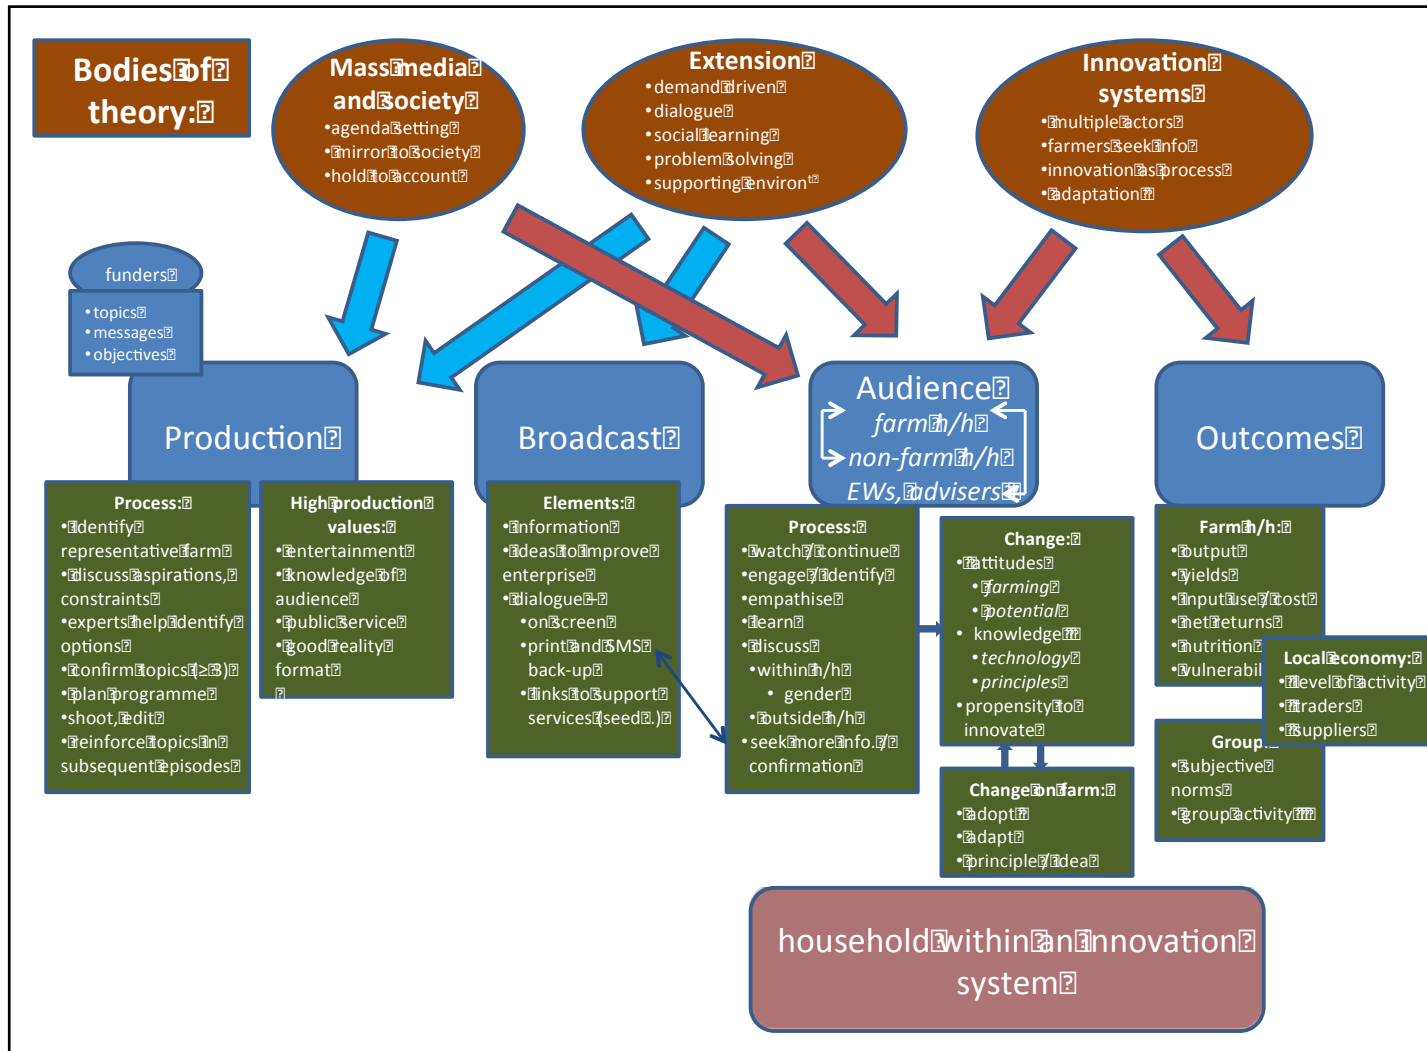 Bodies of
theory:
Mass media
and society
•agenda setting
•mirror to society
•hold to account
Extension
•demand driven
•dialogue
•social learning
•problem solving
•supporting environᵗ
Innovation
systems
•multiple actors
•farmers seek info
•innovation as process
•adaptation
funders
•topics
•messages
•objectives
Production
Broadcast
Audience
farm h/h
non-farm h/h
EWs, advisers
Outcomes
Process:
•Identify
representative farm
•discuss aspirations,
constraints
•experts help identify
options
•confirm topics (≥ 3)
•plan programme
•shoot, edit
•reinforce topics in
subsequent episodes
High production
values:
•entertainment
•knowledge of
audience
•public service
•good reality
format
Elements:
•Information
•ideas to improve
enterprise
•dialogue –
•on screen
•print and SMS
back-up
•links to support
services (seed ..)
Process:
•watch / continue
•engage / identify
•empathise
•learn
•discuss
•within h/h
• gender
•outside h/h
•seek more info. /
confirmation
Change:
•attitudes
•farming
•potential
• knowledge
•technology
•principles
•propensity to
innovate
Change on farm:
•adopt
•adapt
•principle / idea
Farm h/h:
•output
•yields
•input use / cost
•net returns
•nutrition
•vulnerabil
Local economy:
•level of activity
•traders
•suppliers
Group:
•subjective
norms
•group activity
household within an innovation
system